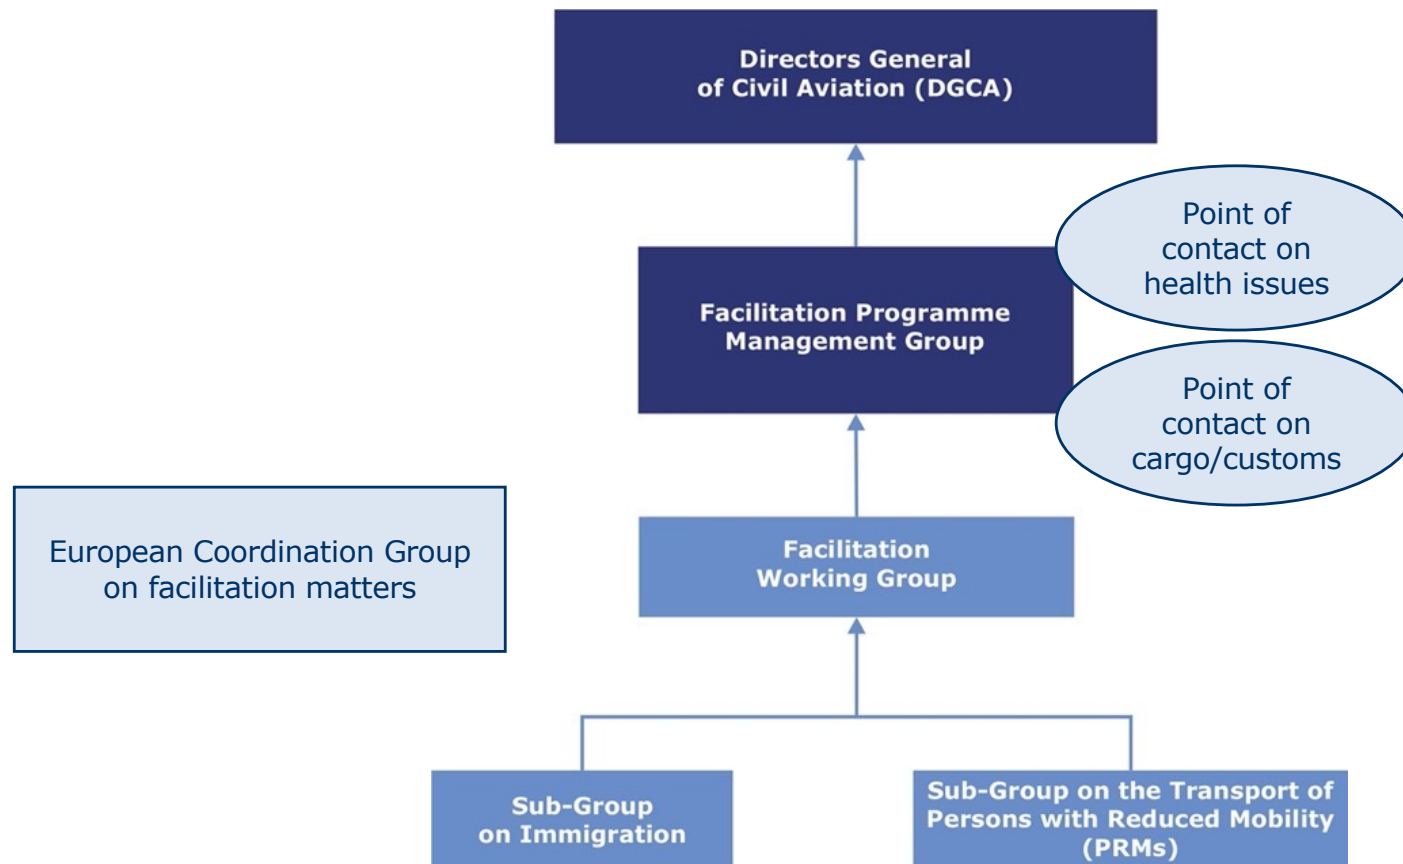 Directors General
of Civil Aviation (DGCA)
Point of
contact on
health issues
Facilitation Programme
Management Group
Point of
contact on
cargo/customs
European Coordination Group
on facilitation matters
Facilitation
Working Group
Sub-Group
on Immigration
Sub-Group on the Transport of
Persons with Reduced Mobility
(PRMs)